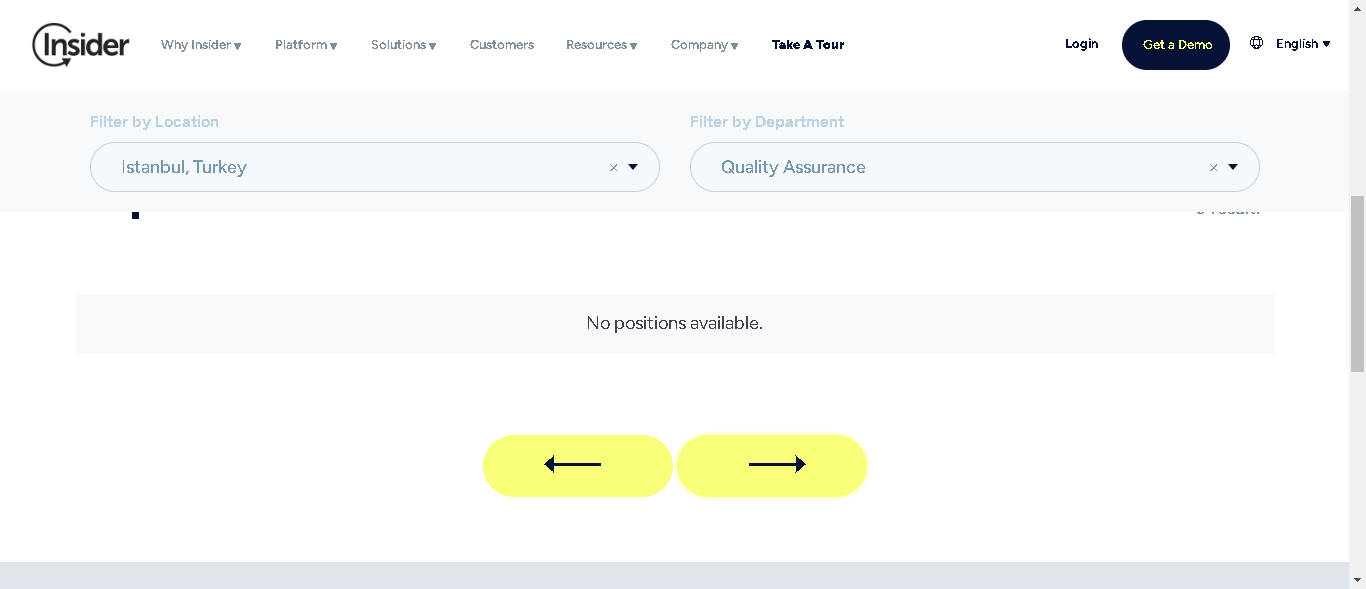 Insider
Why Insider ▼ Platform ▼ Solutions ▼ Customers Resources ▼ Company ▼ Take A Tour Login Get a Demo English ▼
Filter by Location Filter by Department
Istanbul, Turkey × Quality Assurance ×
No positions available.